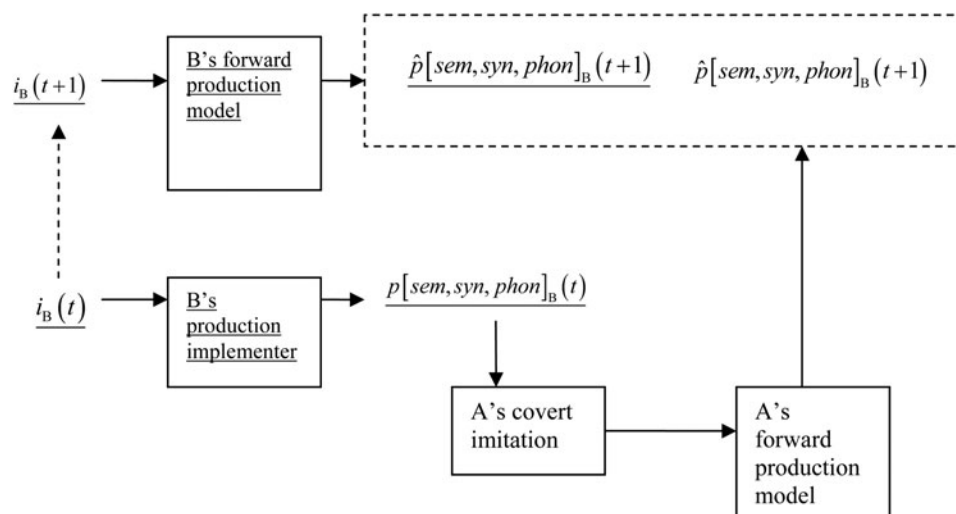 i_B(t+1)
B's forward
production
model
p̂[sem, syn, phon]_B(t+1)
p̂[sem, syn, phon]_B(t+1)
i_B(t)
B's
production
implementer
p[sem, syn, phon]_B(t)
A's covert
imitation
A's
forward
production
model